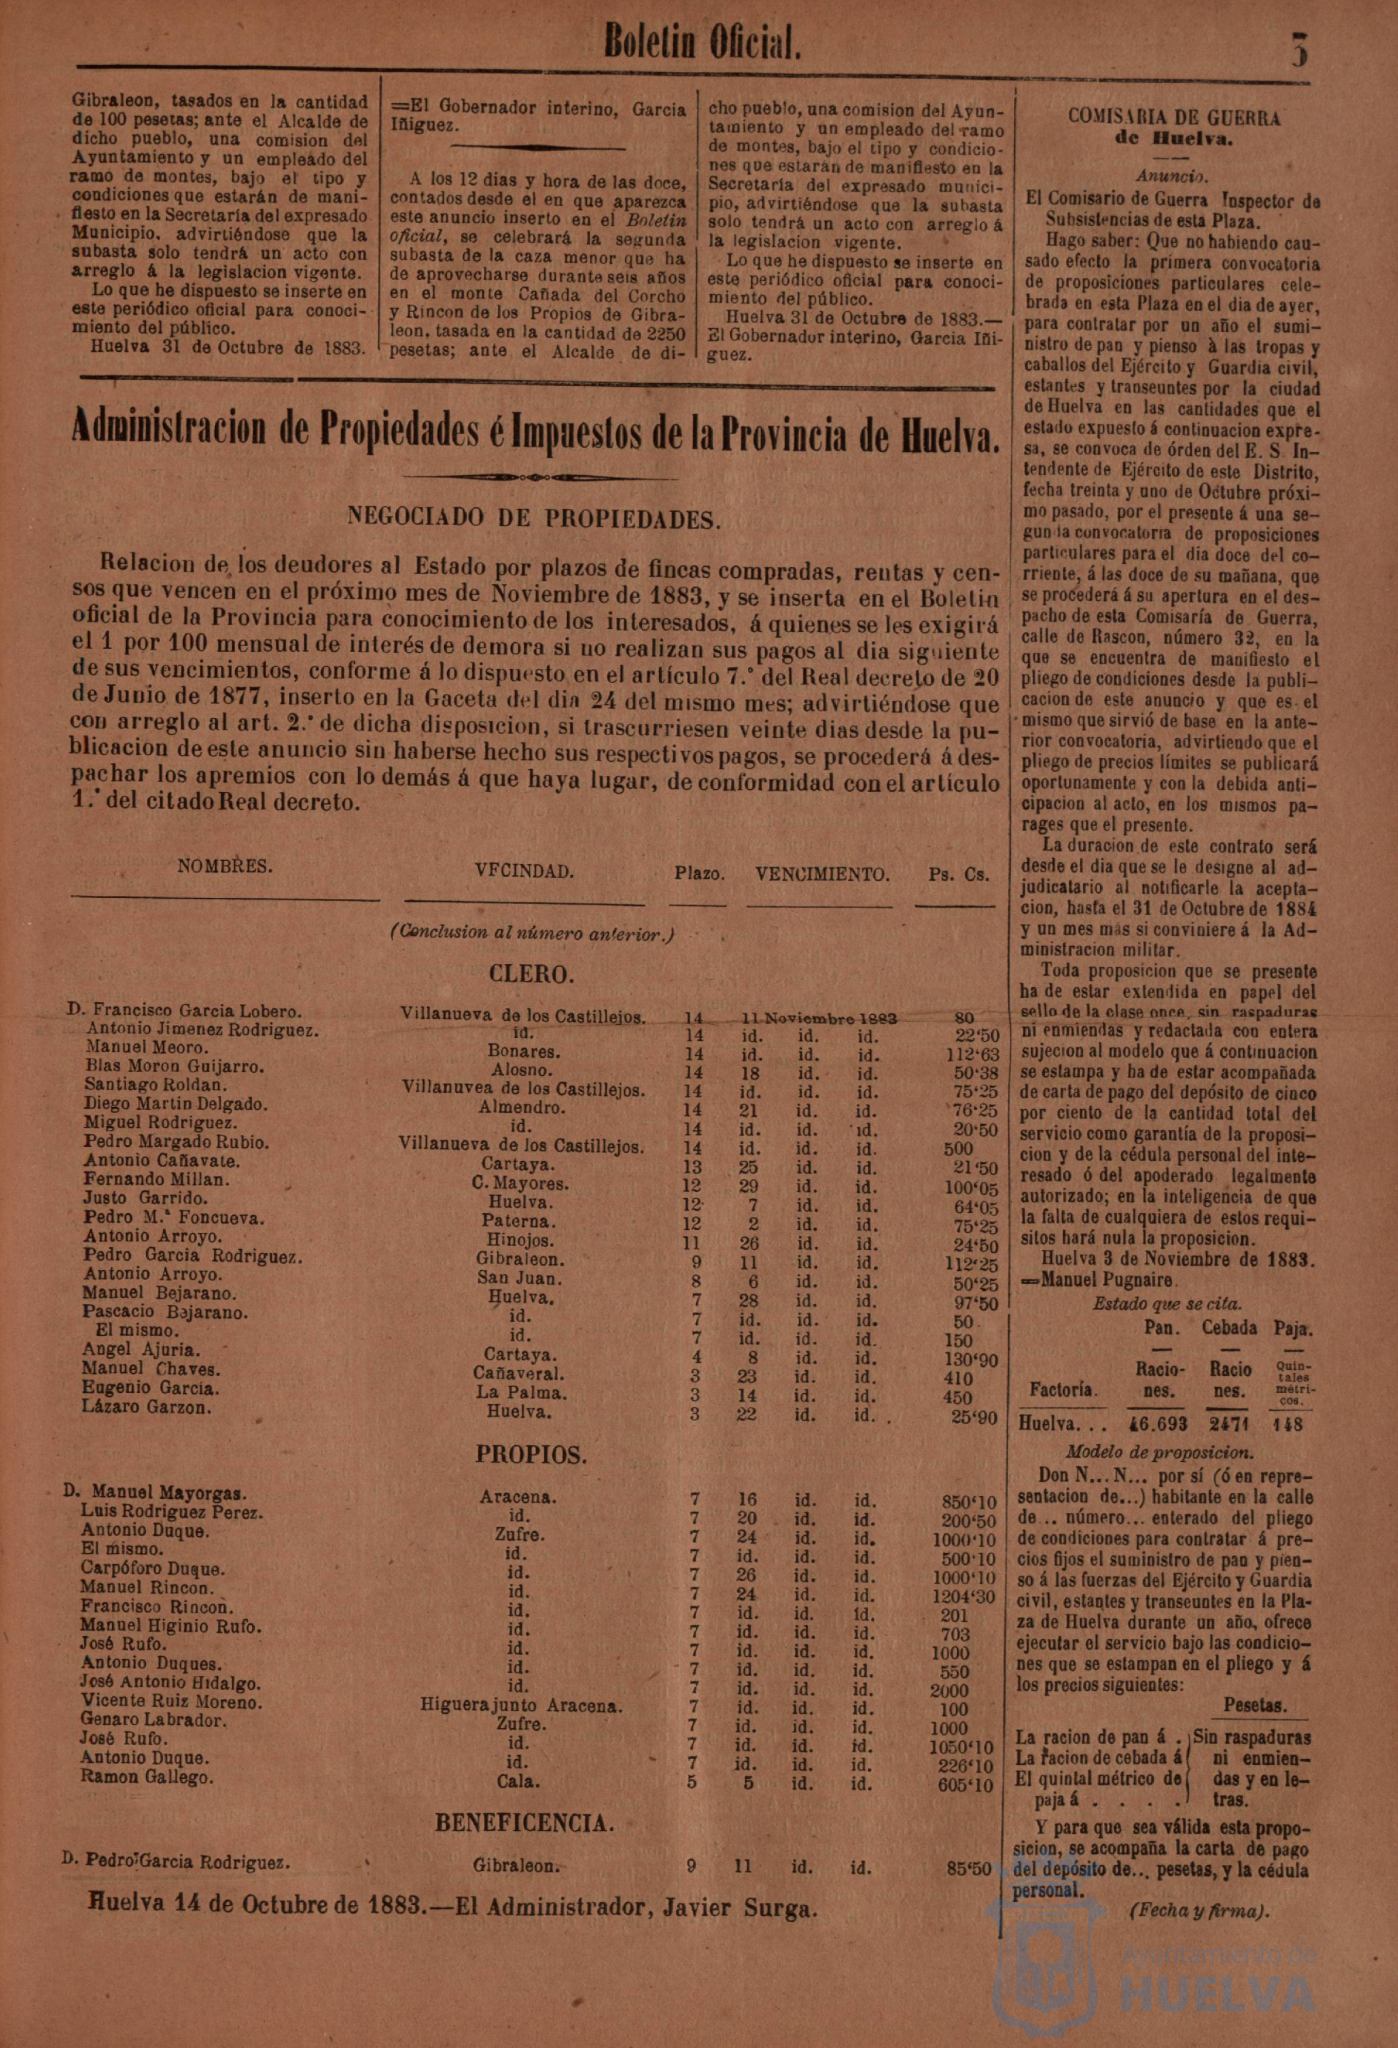 Boletin Oficial.
3
Gibraleon, tasados en la cantidad
de 100 pesetas; ante el Alcalde de
dicho pueblo, una comision del
Ayuntamiento y un empleado del
ramo de montes, bajo el tipo y
condiciones que estarán de mani-
fiesto en la Secretaría del expresado
Municipio, advirtiéndose que la
subasta solo tendrá un acto con
arreglo á la legislacion vigente.
Lo que he dispuesto se inserte en
este periódico oficial para conoci-
miento del público.
Huelva 31 de Octubre de 1883.
=El Gobernador interino, Garcia
Iñiguez.
A los 12 dias y hora de las doce,
contados desde el en que aparezca
este anuncio inserto en el Boletin
oficial, se celebrará la segunda
subasta de la caza menor que ha
de aprovecharse durante seis años
en el monte Cañada del Corcho
y Rincon de los Propios de Gibra-
leon, tasada en la cantidad de 2250
pesetas; ante el Alcalde de di-
cho pueblo, una comision del Ayun-
tamiento y un empleado del ramo
de montes, bajo el tipo y condicio-
nes que estarán de manifiesto en la
Secretaría del expresado munici-
pio, advirtiéndose que la subasta
solo tendrá un acto con arreglo á
la legislacion vigente.
Lo que he dispuesto se inserte en
este periódico oficial para conoci-
miento del público.
Huelva 31 de Octubre de 1883.—
El Gobernador interino, Garcia Iñi-
guez.
Administracion de Propiedades é Impuestos de la Provincia de Huelva.
NEGOCIADO DE PROPIEDADES.
Relacion de los deudores al Estado por plazos de fincas compradas, rentas y cen-
sos que vencen en el próximo mes de Noviembre de 1883, y se inserta en el Boletin
oficial de la Provincia para conocimiento de los interesados, á quienes se les exigirá
el 1 por 100 mensual de interés de demora si no realizan sus pagos al dia siguiente
de sus vencimientos, conforme á lo dispuesto en el artículo 7.º del Real decreto de 20
de Junio de 1877, inserto en la Gaceta del dia 24 del mismo mes; advirtiéndose que
con arreglo al art. 2.º de dicha disposicion, si trascurriesen veinte dias desde la pu-
blicacion de este anuncio sin haberse hecho sus respectivos pagos, se procederá á des-
pachar los apremios con lo demás á que haya lugar, de conformidad con el artículo
1.º del citado Real decreto.
NOMBRES. VECINDAD. Plazo. VENCIMIENTO. Ps. Cs.
(Conclusion al número anterior.)
CLERO.
D. Francisco Garcia Lobero. Villanueva de los Castillejos. 14 11 Noviembre 1883 80
Antonio Jimenez Rodriguez. id. 14 id. id. id. 22‘50
Manuel Meoro. Bonares. 14 id. id. id. 112‘63
Blas Moron Guijarro. Alosno. 14 18 id. id. 50‘38
Santiago Roldan. Villanuvea de los Castillejos. 14 id. id. id. 75‘25
Diego Martin Delgado. Almendro. 14 21 id. id. 76‘25
Miguel Rodriguez. id. 14 id. id. id. 20‘50
Pedro Margado Rubio. Villanueva de los Castillejos. 14 id. id. id. 500
Antonio Cañavate. Cartaya. 13 25 id. id. 21‘50
Fernando Millan. C. Mayores. 12 29 id. id. 100‘05
Justo Garrido. Huelva. 12 7 id. id. 64‘05
Pedro M.ª Foncueva. Paterna. 12 2 id. id. 75‘25
Antonio Arroyo. Hinojos. 11 26 id. id. 24‘50
Pedro Garcia Rodriguez. Gibraleon. 9 11 id. id. 112‘25
Antonio Arroyo. San Juan. 8 6 id. id. 50‘25
Manuel Bejarano. Huelva. 7 28 id. id. 97‘50
Pascacio Bejarano. id. 7 id. id. id. 50
El mismo. id. 7 id. id. id. 150
Angel Ajuria. Cartaya. 4 8 id. id. 130‘90
Manuel Chaves. Cañaveral. 3 23 id. id. 410
Eugenio Garcia. La Palma. 3 14 id. id. 450
Lázaro Garzon. Huelva. 3 22 id. id. 25‘90
PROPIOS.
D. Manuel Mayorgas. Aracena. 7 16 id. id. 850‘10
Luis Rodriguez Perez. id. 7 20 id. id. 200‘50
Antonio Duque. Zufre. 7 24 id. id. 1000‘10
El mismo. id. 7 id. id. id. 500‘10
Carpóforo Duque. id. 7 26 id. id. 1000‘10
Manuel Rincon. id. 7 24 id. id. 1204‘30
Francisco Rincon. id. 7 id. id. id. 201
Manuel Higinio Rufo. id. 7 id. id. id. 703
José Rufo. id. 7 id. id. id. 1000
Antonio Duques. id. 7 id. id. id. 550
José Antonio Hidalgo. id. 7 id. id. id. 2000
Vicente Ruiz Moreno. Higuera junto Aracena. 7 id. id. id. 100
Genaro Labrador. Zufre. 7 id. id. id. 1000
José Rufo. id. 7 id. id. id. 1050‘10
Antonio Duque. id. 7 id. id. id. 226‘10
Ramon Gallego. Cala. 5 5 id. id. 605‘10
BENEFICENCIA.
D. Pedro Garcia Rodriguez. Gibraleon. 9 11 id. id. 85‘50
Huelva 14 de Octubre de 1883.—El Administrador, Javier Surga.
COMISARIA DE GUERRA
de Huelva.
Anuncio.
El Comisario de Guerra Inspector de
Subsistencias de esta Plaza.
Hago saber: Que no habiendo cau-
sado efecto la primera convocatoria
de proposiciones particulares cele-
brada en esta Plaza en el dia de ayer,
para contratar por un año el sumi-
nistro de pan y pienso à las tropas y
caballos del Ejército y Guardia civil,
estantes y transeuntes por la ciudad
de Huelva en las cantidades que el
estado expuesto á continuacion expre-
sa, se convoca de órden del E. S. In-
tendente de Ejército de este Distrito,
fecha treinta y uno de Octubre próxi-
mo pasado, por el presente á una se-
gunda convocatoria de proposiciones
particulares para el dia doce del co-
rriente, á las doce de su mañana, que
se procederá á su apertura en el des-
pacho de esta Comisaría de Guerra,
calle de Rascon, número 32, en la
que se encuentra de manifiesto el
pliego de condiciones desde la publi-
cacion de este anuncio y que es el
mismo que sirvió de base en la ante-
rior convocatoria, advirtiendo que el
pliego de precios límites se publicará
oportunamente y con la debida anti-
cipacion al acto, en los mismos pa-
rages que el presente.
La duracion de este contrato será
desde el dia que se le designe al ad-
judicatario al notificarle la acepta-
cion, hasta el 31 de Octubre de 1884
y un mes más si conviniere á la Ad-
ministracion militar.
Toda proposicion que se presente
ha de estar extendida en papel del
sello de la clase once, sin raspaduras
ni enmiendas y redactada con entera
sujecion al modelo que á continuacion
se estampa y ha de estar acompañada
de carta de pago del depósito de cinco
por ciento de la cantidad total del
servicio como garantía de la proposi-
cion y de la cédula personal del inte-
resado ó del apoderado legalmente
autorizado; en la inteligencia de que
la falta de cualquiera de estos requi-
sitos hará nula la proposicion.
Huelva 3 de Noviembre de 1883.
=Manuel Pugnaire.
Estado que se cita.
Pan. Cebada Paja.
Factoría. Racio-nes. Racio nes. Quin-tales métri-cos.
Huelva... 46.693 2471 148
Modelo de proposicion.
Don N... N... por sí (ó en repre-
sentacion de...) habitante en la calle
de... número... enterado del pliego
de condiciones para contratar á pre-
cios fijos el suministro de pan y pien-
so á las fuerzas del Ejército y Guardia
civil, estantes y transeuntes en la Pla-
za de Huelva durante un año, ofrece
ejecutar el servicio bajo las condicio-
nes que se estampan en el pliego y á
los precios siguientes:
Pesetas.
La racion de pan á . Sin raspaduras
La racion de cebada á ni enmien-
El quintal métrico de das y en le-
paja á . . . . tras.
Y para que sea válida esta propo-
sicion, se acompaña la carta de pago
del depósito de... pesetas, y la cédula
personal.
(Fecha y firma).
Ayuntamiento de
HUELVA